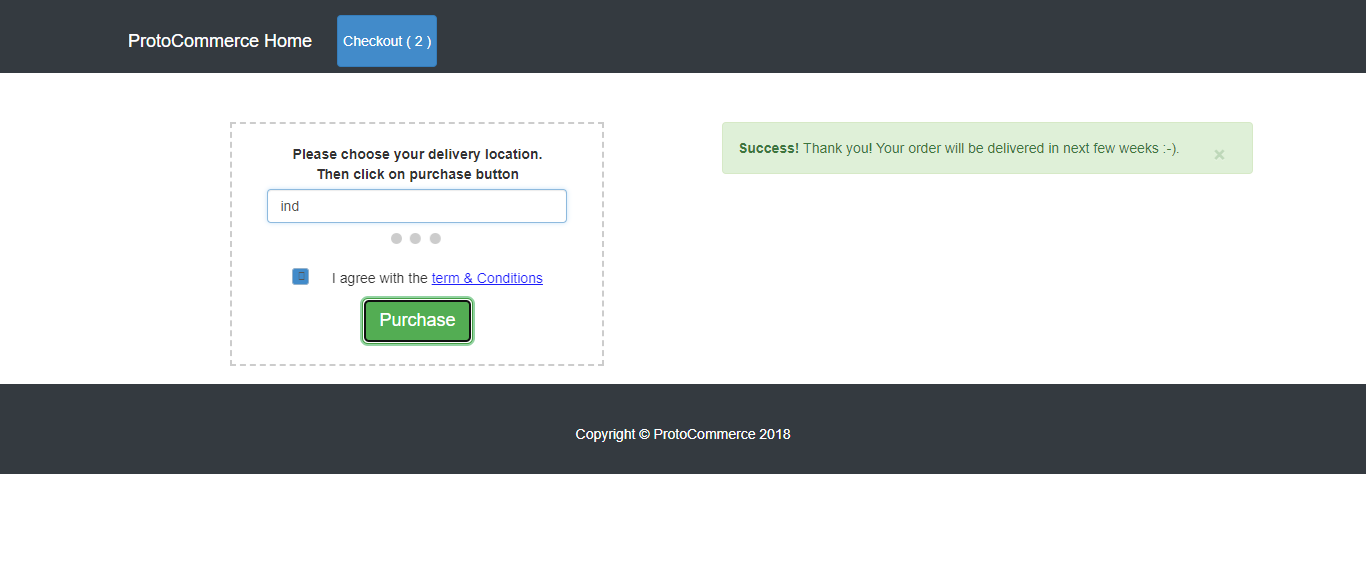 ProtoCommerce Home
Checkout ( 2 )
Please choose your delivery location.
Then click on purchase button
ind
I agree with the term & Conditions
Purchase
Success! Thank you! Your order will be delivered in next few weeks :-).
×
Copyright © ProtoCommerce 2018